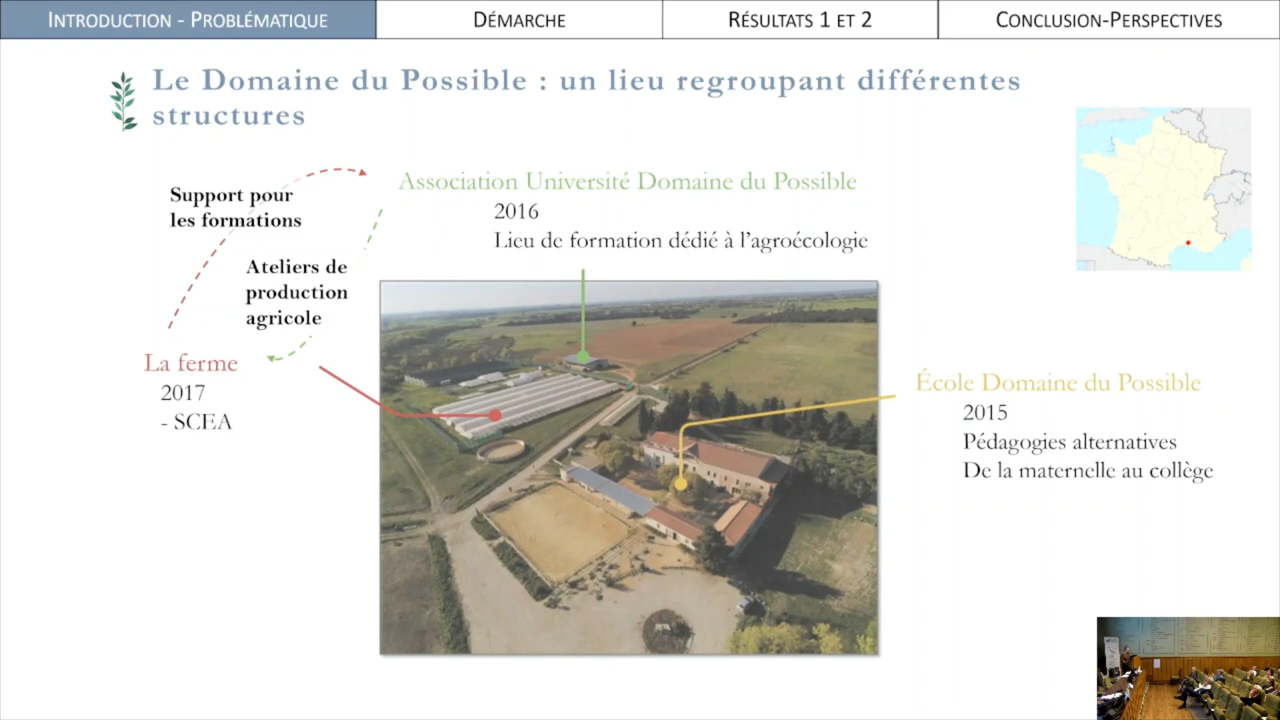 INTRODUCTION - PROBLÉMATIQUE
DÉMARCHE
RÉSULTATS 1 ET 2
CONCLUSION-PERSPECTIVES
Le Domaine du Possible : un lieu regroupant différentes
structures
Support pour
les formations
Association Université Domaine du Possible
2016
Lieu de formation dédié à l'agroécologie
Ateliers de
production
agricole
La ferme
2017
- SCEA
École Domaine du Possible
2015
Pédagogies alternatives
De la maternelle au collège